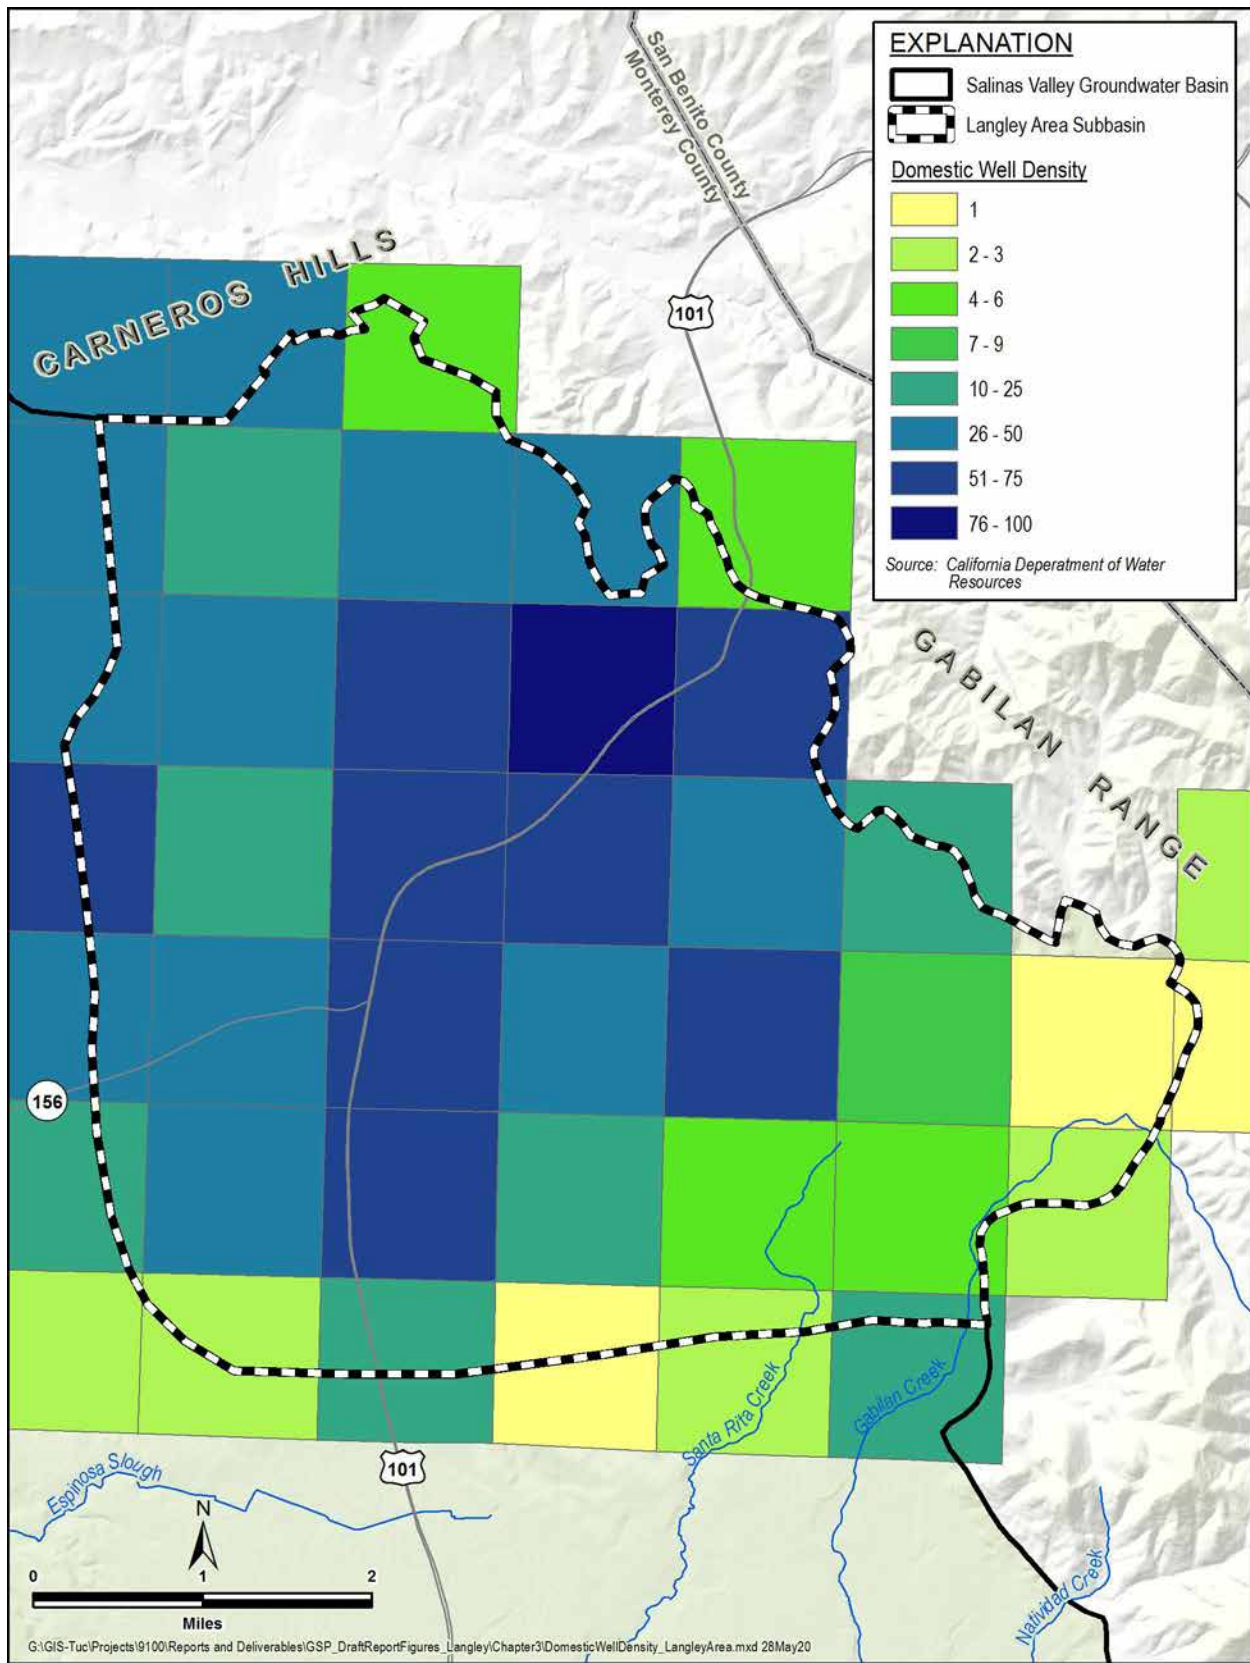 EXPLANATION
Salinas Valley Groundwater Basin
Langley Area Subbasin
Domestic Well Density
1
2 - 3
4 - 6
7 - 9
10 - 25
26 - 50
51 - 75
76 - 100
Source: California Deperatment of Water
Resources
San Benito County
Monterey County
CARNEROS HILLS
101
GABILAN RANGE
156
Santa Rita Creek
Gabilan Creek
101
Espinosa Slough
Natividad Creek
N
0 1 2
Miles
G:\GIS-Tuc\Projects\9100\Reports and Deliverables\GSP_DraftReportFigures_Langley\Chapter3\DomesticWellDensity_LangleyArea.mxd 28May20